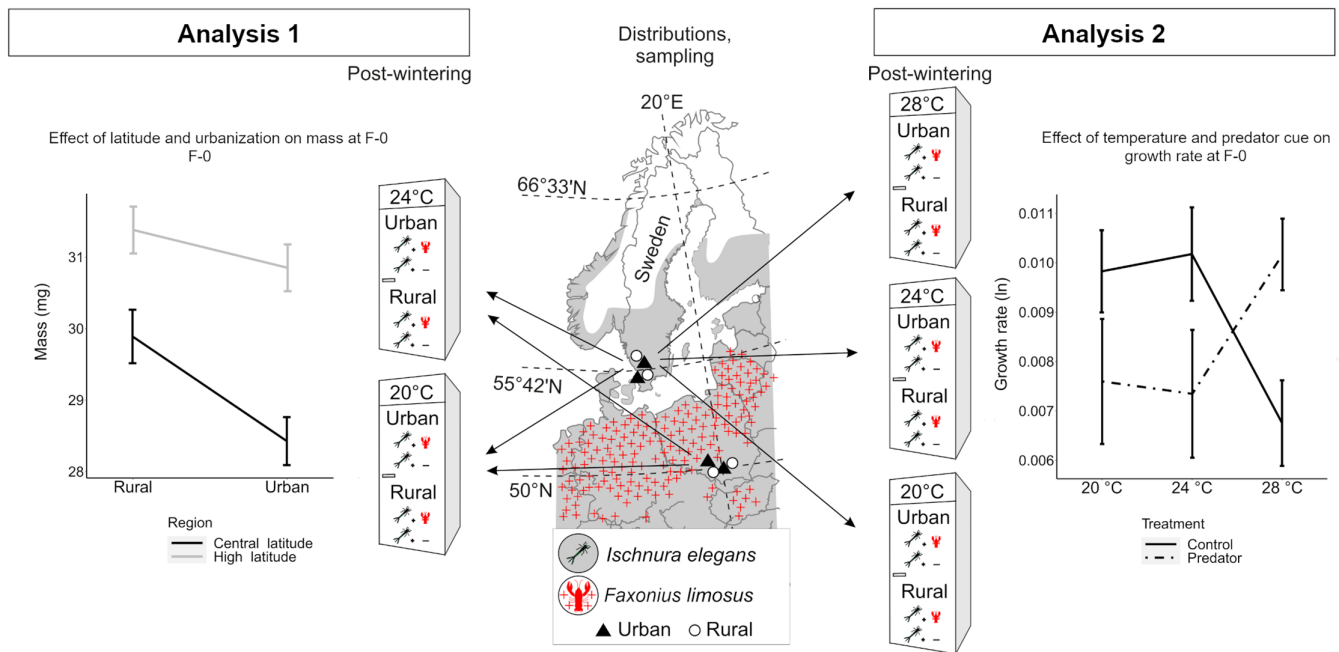 Analysis 1
Post-wintering
Effect of latitude and urbanization on mass at F-0
F-0
Mass (mg)
31
30
29
28
Rural
Urban
Region
Central latitude
High latitude
24°C
Urban
+
+ –
Rural
+
+ –
20°C
Urban
+
+ –
Rural
+
+ –
Distributions,
sampling
20°E
66°33'N
Sweden
55°42'N
50°N
Ischnura elegans
Faxonius limosus
Urban
Rural
Analysis 2
Post-wintering
28°C
Urban
+
+ –
Rural
+
+ –
24°C
Urban
+
+ –
Rural
+
+ –
20°C
Urban
+
+ –
Rural
+
+ –
Effect of temperature and predator cue on
growth rate at F-0
Growth rate (ln)
0.011
0.010
0.009
0.008
0.007
0.006
20 °C
24 °C
28 °C
Treatment
Control
Predator